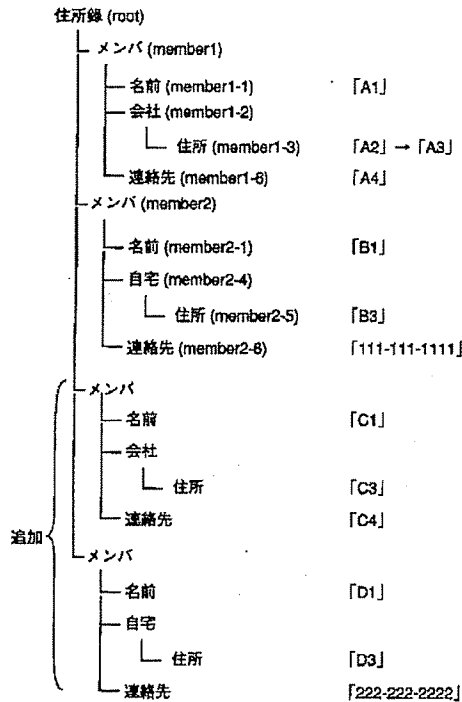 住所録 (root)
メンバ (member1)
名前 (member1-1) 「A1」
会社 (member1-2)
住所 (member1-3) 「A2」 → 「A3」
連絡先 (member1-6) 「A4」
メンバ (member2)
名前 (member2-1) 「B1」
自宅 (member2-4)
住所 (member2-5) 「B3」
連絡先 (member2-6) 「111-111-1111」
メンバ
名前 「C1」
会社
住所 「C3」
連絡先 「C4」
追加
メンバ
名前 「D1」
自宅
住所 「D3」
連絡先 「222-222-2222」